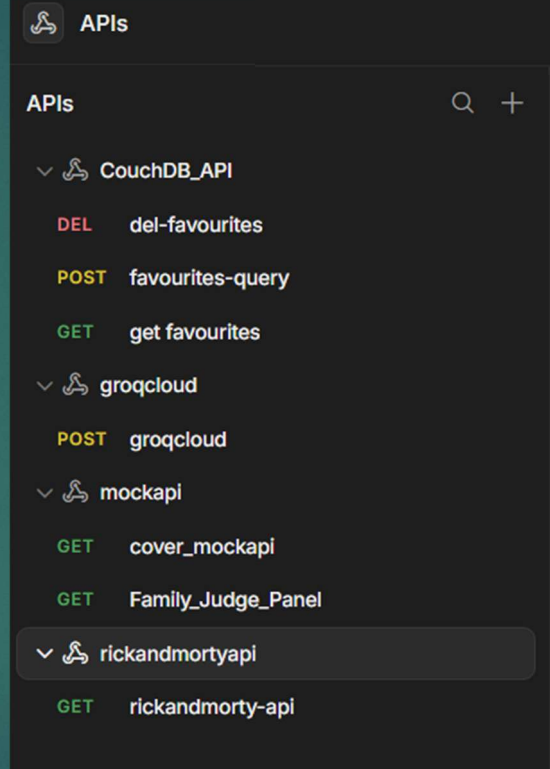 APIs
APIs
CouchDB_API
DEL del-favourites
POST favourites-query
GET get favourites
groqcloud
POST groqcloud
mockapi
GET cover_mockapi
GET Family_Judge_Panel
rickandmortyapi
GET rickandmorty-api